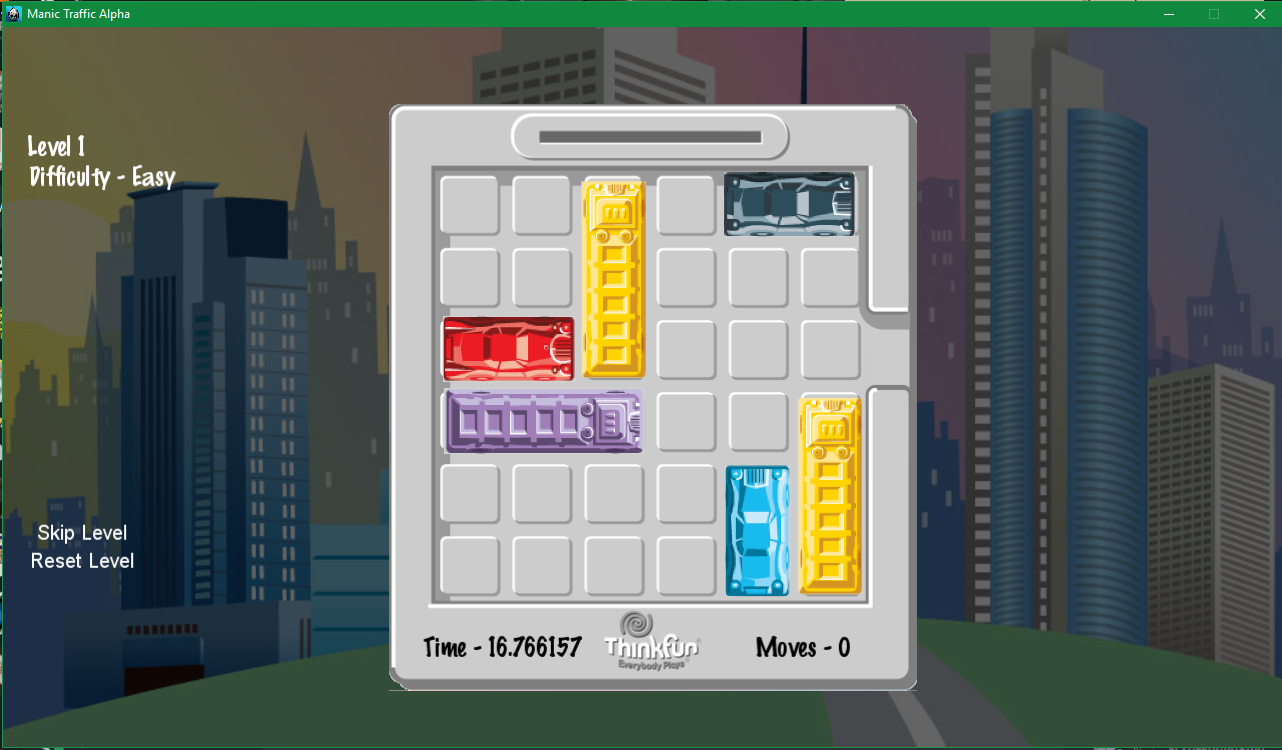 Manic Traffic Alpha
Level 1
Difficulty - Easy
Skip Level
Reset Level
Time - 16.766157
Thinkfun
Everybody Plays
Moves - 0